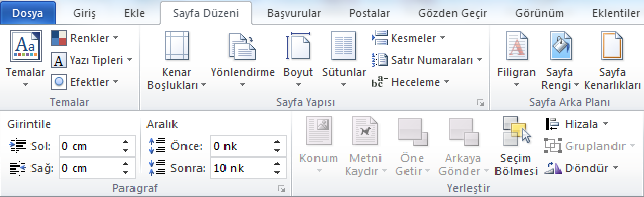 Dosya Giriş Ekle Sayfa Düzeni Başvurular Postalar Gözden Geçir Görünüm Eklentiler
Temalar
Renkler
Yazı Tipleri
Efektler
Temalar
Kenar Boşlukları
Yönlendirme
Boyut
Sütunlar
Kesmeler
Satır Numaraları
Heceleme
Sayfa Yapısı
Filigran
Sayfa Rengi
Sayfa Kenarlıkları
Sayfa Arka Planı
Girintile
Sol: 0 cm
Sağ: 0 cm
Aralık
Önce: 0 nk
Sonra: 10 nk
Paragraf
Konum
Metni Kaydır
Öne Getir
Arkaya Gönder
Seçim Bölmesi
Hizala
Gruplandır
Döndür
Yerleştir